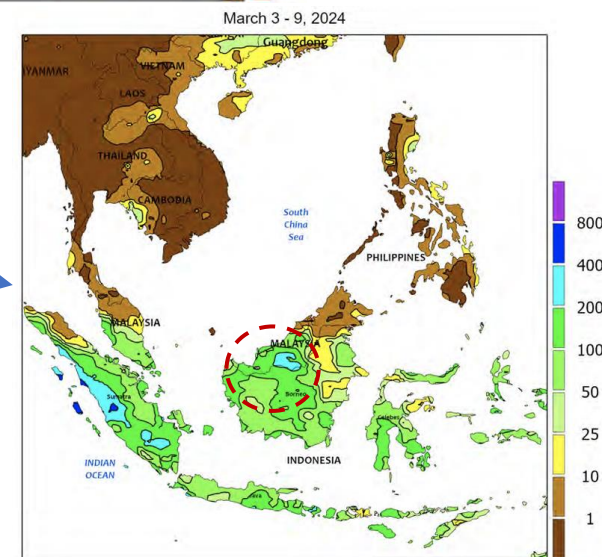 March 3 - 9, 2024
Guangdong
YANMAR
VIETNAM
LAOS
THAILAND
CAMBODIA
South
China
Sea
PHILIPPINES
MALAYSIA
MALAYSIA
Sumatra
Borneo
Celebes
INDIAN
OCEAN
INDONESIA
Java
800
400
200
100
50
25
10
1